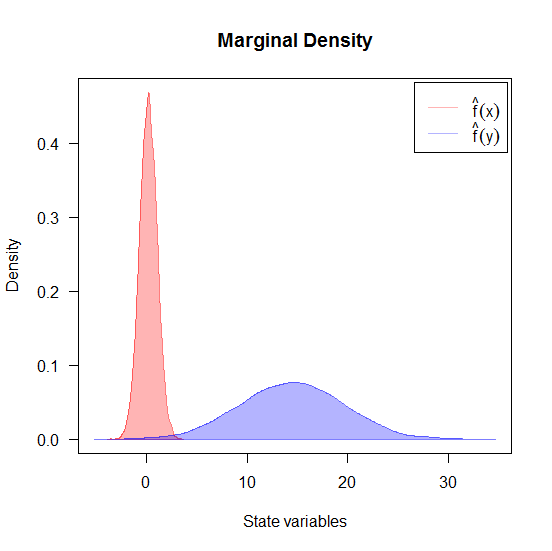 Marginal Density
f̂(x)
f̂(y)
Density
0.4
0.3
0.2
0.1
0.0
0 10 20 30
State variables